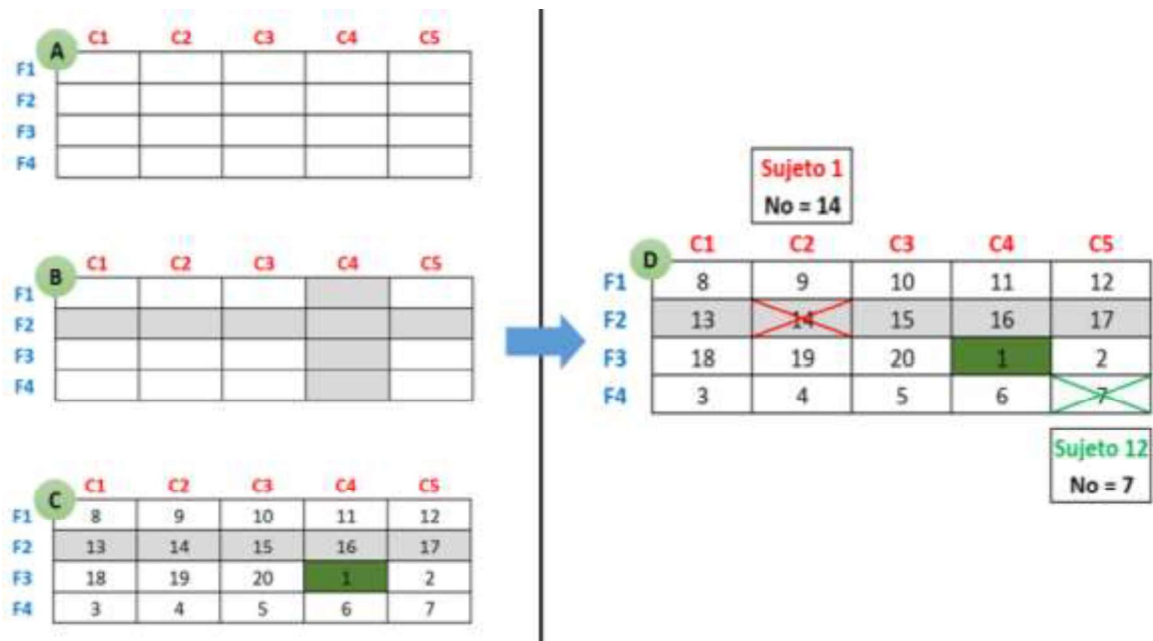 A C1 C2 C3 C4 C5
F1
F2
F3
F4
B C1 C2 C3 C4 C5
F1
F2
F3
F4
C C1 C2 C3 C4 C5
F1 8 9 10 11 12
F2 13 14 15 16 17
F3 18 19 20 1 2
F4 3 4 5 6 7
Sujeto 1
No = 14
D C1 C2 C3 C4 C5
F1 8 9 10 11 12
F2 13 14 15 16 17
F3 18 19 20 1 2
F4 3 4 5 6 7
Sujeto 12
No = 7